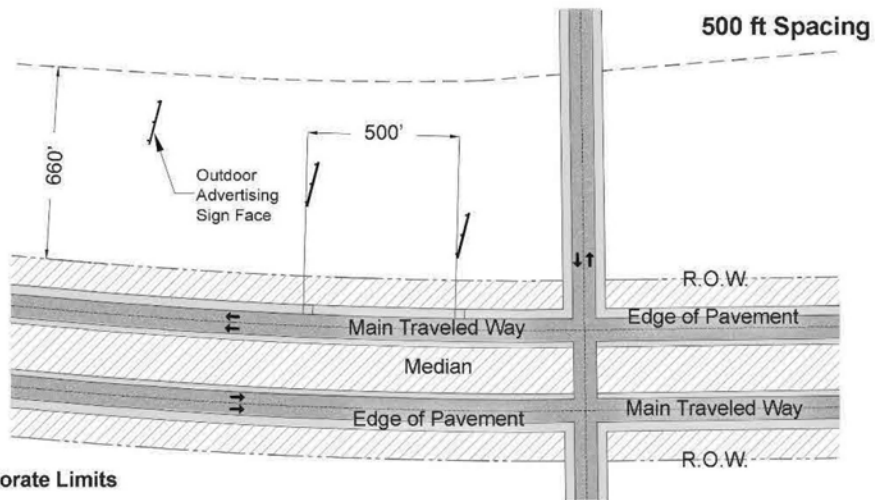 500 ft Spacing
500'
660'
Outdoor
Advertising
Sign Face
R.O.W.
Edge of Pavement
Main Traveled Way
Median
Edge of Pavement
Main Traveled Way
R.O.W.
orate Limits